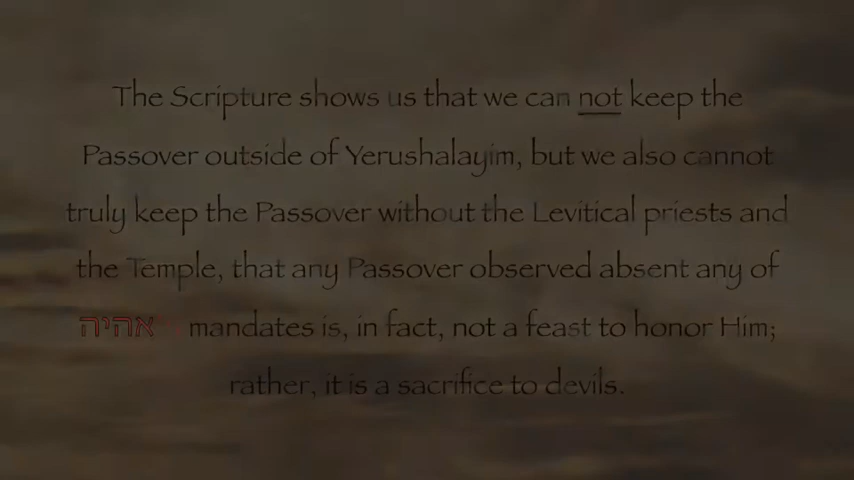 The Scripture shows us that we can not keep the
Passover outside of Yerushalayim, but we also cannot
truly keep the Passover without the Levitical priests and
the Temple, that any Passover observed absent any of
אהיה mandates is, in fact, not a feast to honor Him;
rather, it is a sacrifice to devils.